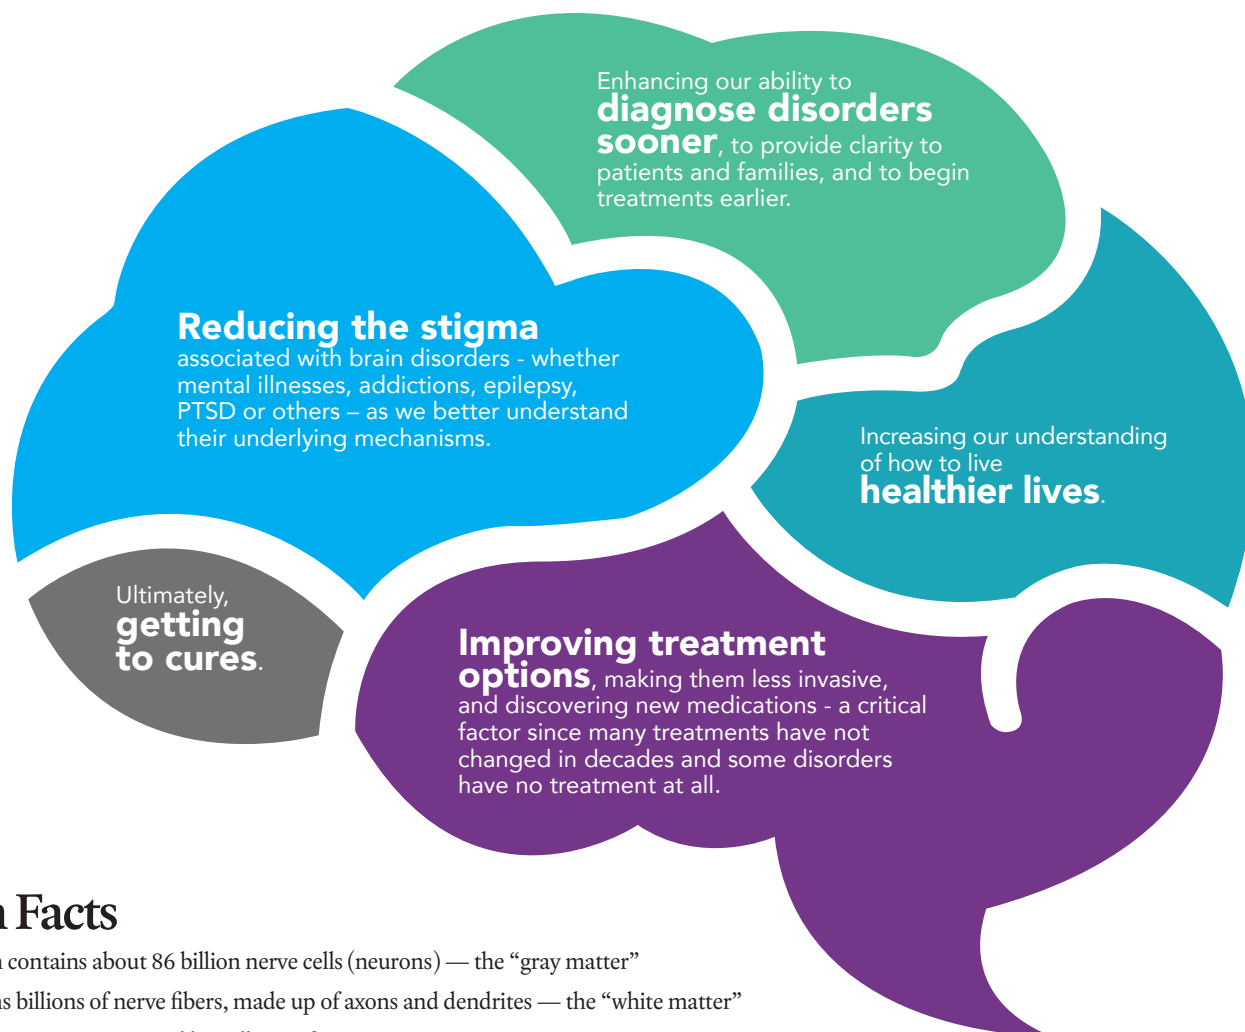 Enhancing our ability to
diagnose disorders
sooner, to provide clarity to
patients and families, and to begin
treatments earlier.
Reducing the stigma
associated with brain disorders - whether
mental illnesses, addictions, epilepsy,
PTSD or others – as we better understand
their underlying mechanisms.
Increasing our understanding
of how to live
healthier lives.
Ultimately,
getting
to cures.
Improving treatment
options, making them less invasive,
and discovering new medications - a critical
factor since many treatments have not
changed in decades and some disorders
have no treatment at all.
Facts
contains about 86 billion nerve cells (neurons) — the “gray matter”
billions of nerve fibers, made up of axons and dendrites — the “white matter”